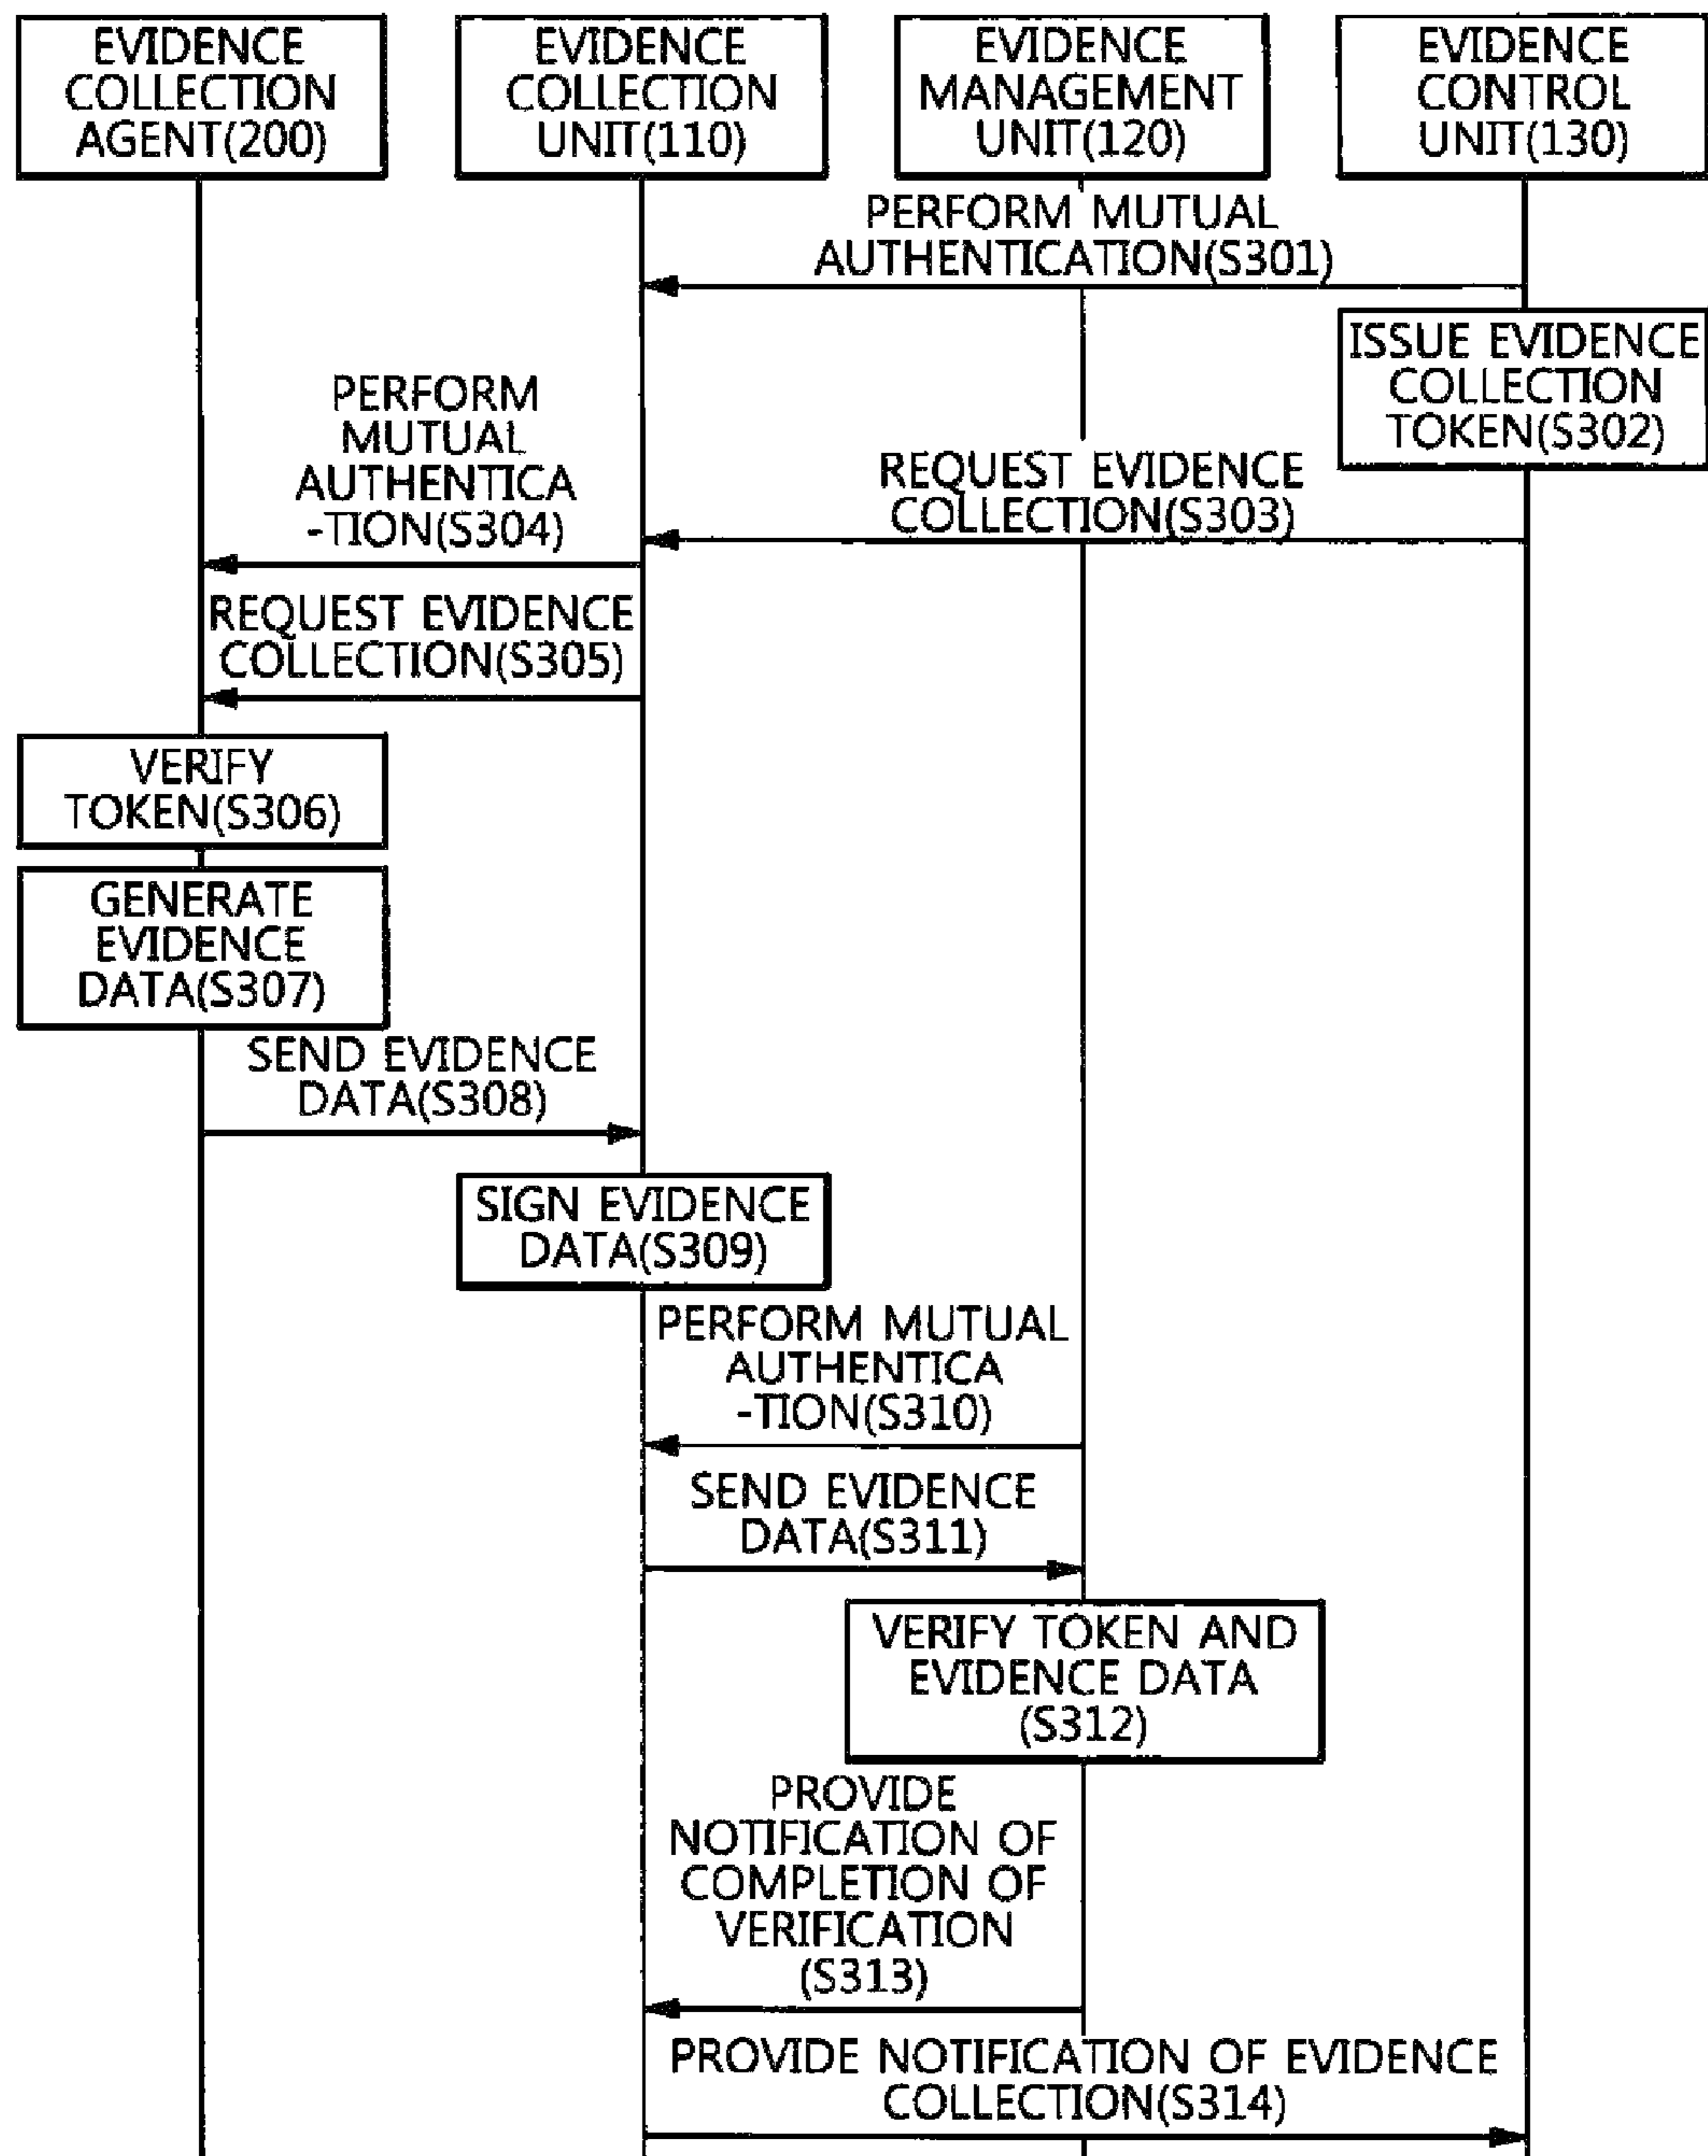 EVIDENCE
COLLECTION
AGENT(200)
EVIDENCE
COLLECTION
UNIT(110)
EVIDENCE
MANAGEMENT
UNIT(120)
EVIDENCE
CONTROL
UNIT(130)
PERFORM MUTUAL
AUTHENTICATION(S301)
ISSUE EVIDENCE
COLLECTION
TOKEN(S302)
REQUEST EVIDENCE
COLLECTION(S303)
PERFORM
MUTUAL
AUTHENTICA
-TION(S304)
REQUEST EVIDENCE
COLLECTION(S305)
VERIFY
TOKEN(S306)
GENERATE
EVIDENCE
DATA(S307)
SEND EVIDENCE
DATA(S308)
SIGN EVIDENCE
DATA(S309)
PERFORM MUTUAL
AUTHENTICA
-TION(S310)
SEND EVIDENCE
DATA(S311)
VERIFY TOKEN AND
EVIDENCE DATA
(S312)
PROVIDE
NOTIFICATION OF
COMPLETION OF
VERIFICATION
(S313)
PROVIDE NOTIFICATION OF EVIDENCE
COLLECTION(S314)